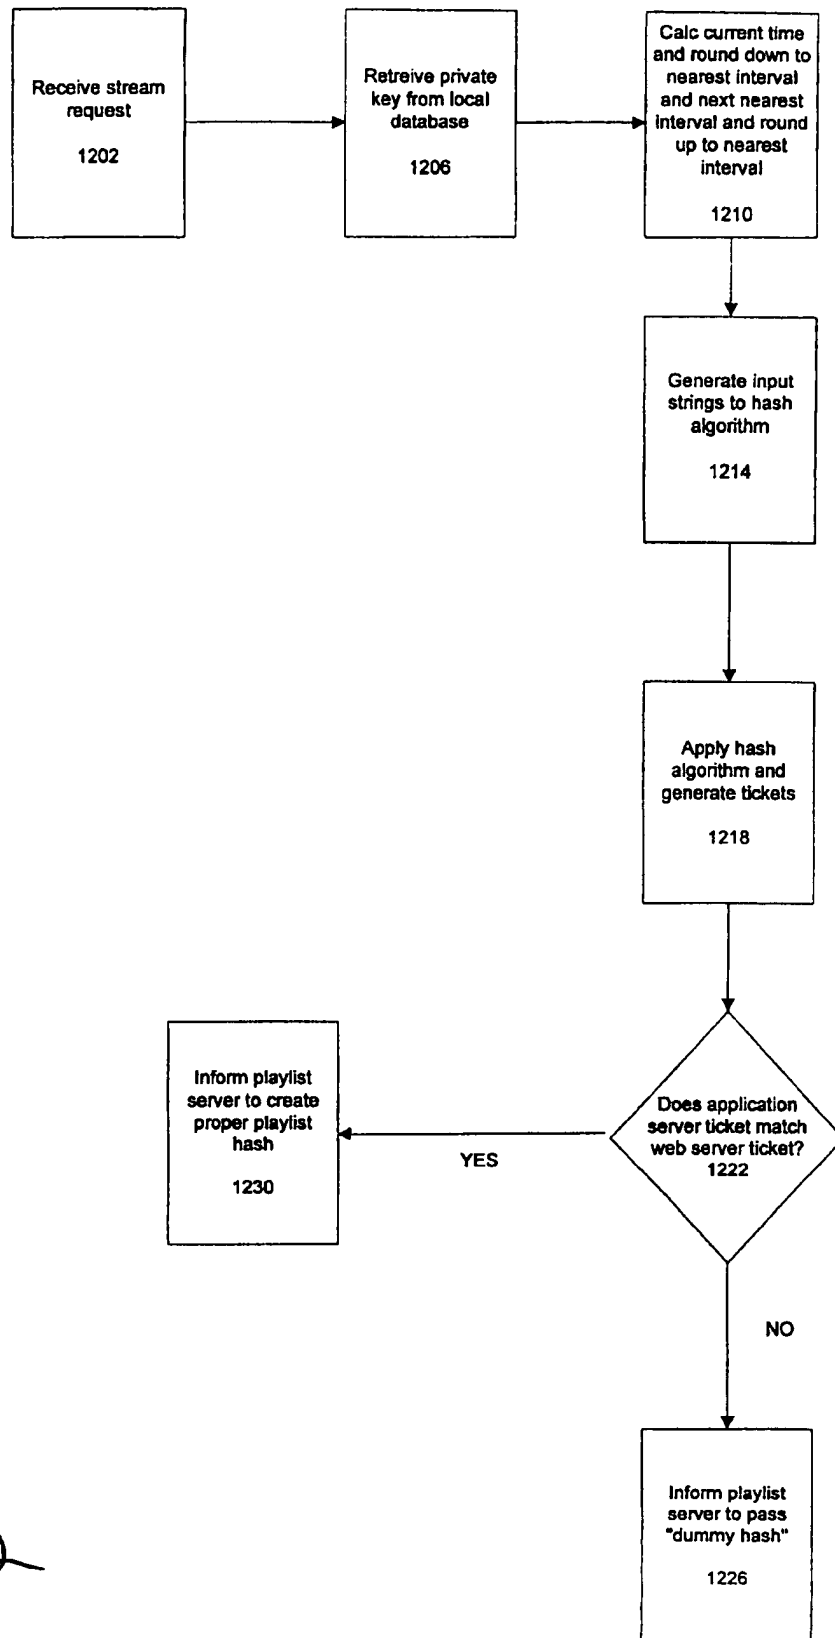 Receive stream
request
1202
Retreive private
key from local
database
1206
Calc current time
and round down to
nearest interval
and next nearest
interval and round
up to nearest
interval
1210
Generate input
strings to hash
algorithm
1214
Apply hash
algorithm and
generate tickets
1218
Does application
server ticket match
web server ticket?
1222
YES
Inform playlist
server to create
proper playlist
hash
1230
NO
Inform playlist
server to pass
"dummy hash"
1226